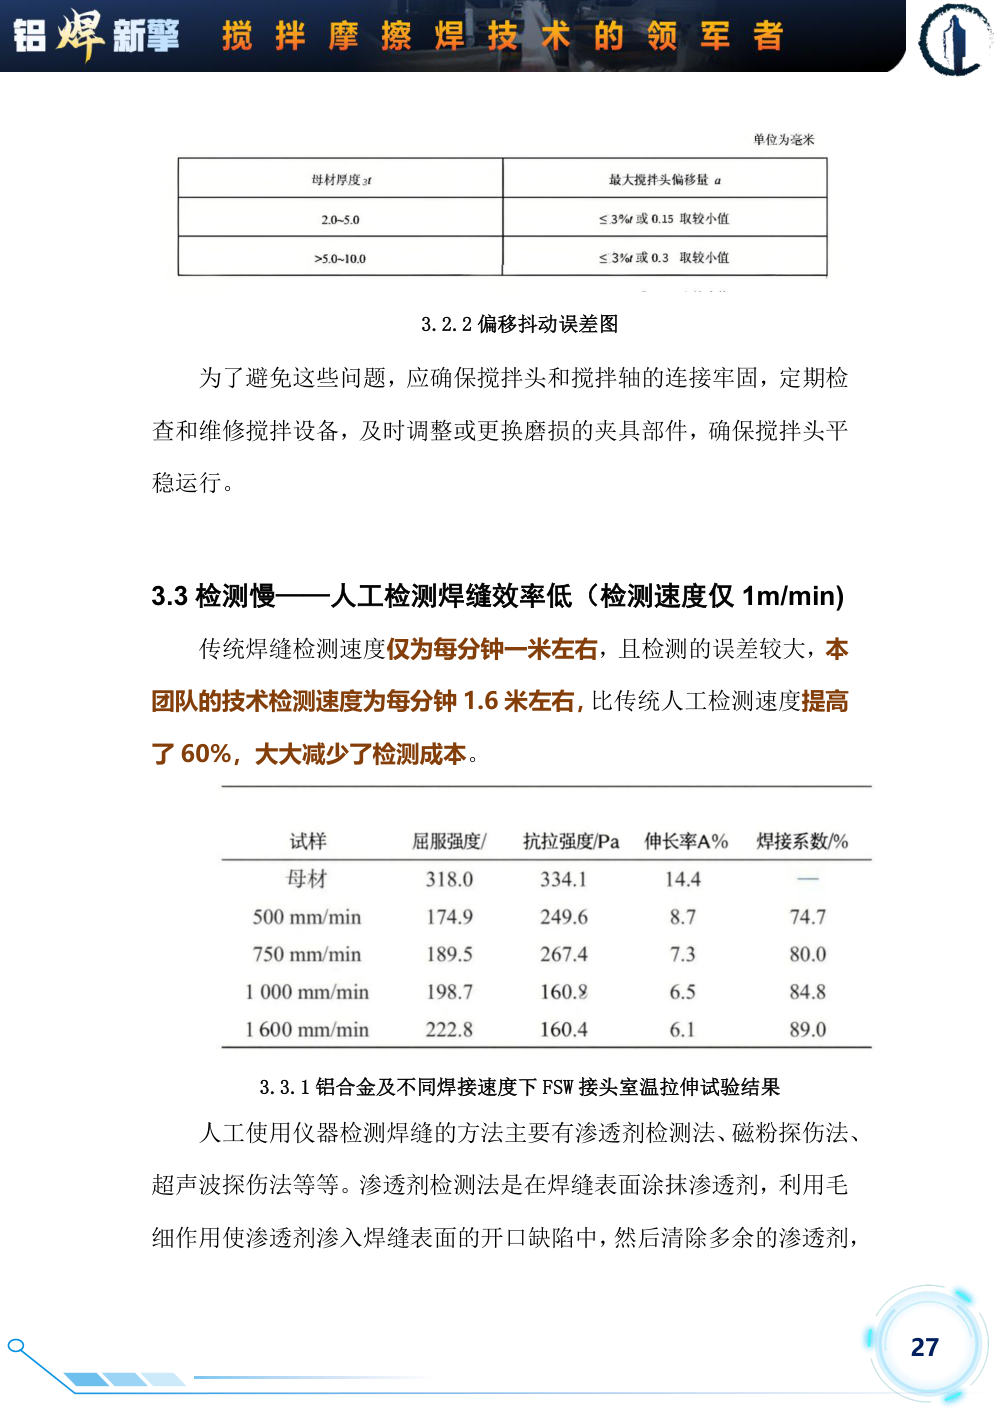 铝焊新擎 搅拌摩擦焊技术的领军者
单位为毫米
母材厚度 3t 最大搅拌头偏移量 a
2.0~5.0 ≤3%t 或 0.15 取较小值
>5.0~10.0 ≤3%t 或 0.3 取较小值
3.2.2 偏移抖动误差图
为了避免这些问题，应确保搅拌头和搅拌轴的连接牢固，定期检
查和维修搅拌设备，及时调整或更换磨损的夹具部件，确保搅拌头平
稳运行。
3.3 检测慢——人工检测焊缝效率低（检测速度仅 1m/min)
传统焊缝检测速度仅为每分钟一米左右，且检测的误差较大，本
团队的技术检测速度为每分钟 1.6 米左右，比传统人工检测速度提高
了 60%，大大减少了检测成本。
试样 屈服强度/ 抗拉强度/Pa 伸长率A% 焊接系数/%
母材 318.0 334.1 14.4 —
500 mm/min 174.9 249.6 8.7 74.7
750 mm/min 189.5 267.4 7.3 80.0
1 000 mm/min 198.7 160.8 6.5 84.8
1 600 mm/min 222.8 160.4 6.1 89.0
3.3.1 铝合金及不同焊接速度下 FSW 接头室温拉伸试验结果
人工使用仪器检测焊缝的方法主要有渗透剂检测法、磁粉探伤法、
超声波探伤法等等。渗透剂检测法是在焊缝表面涂抹渗透剂，利用毛
细作用使渗透剂渗入焊缝表面的开口缺陷中，然后清除多余的渗透剂，
27